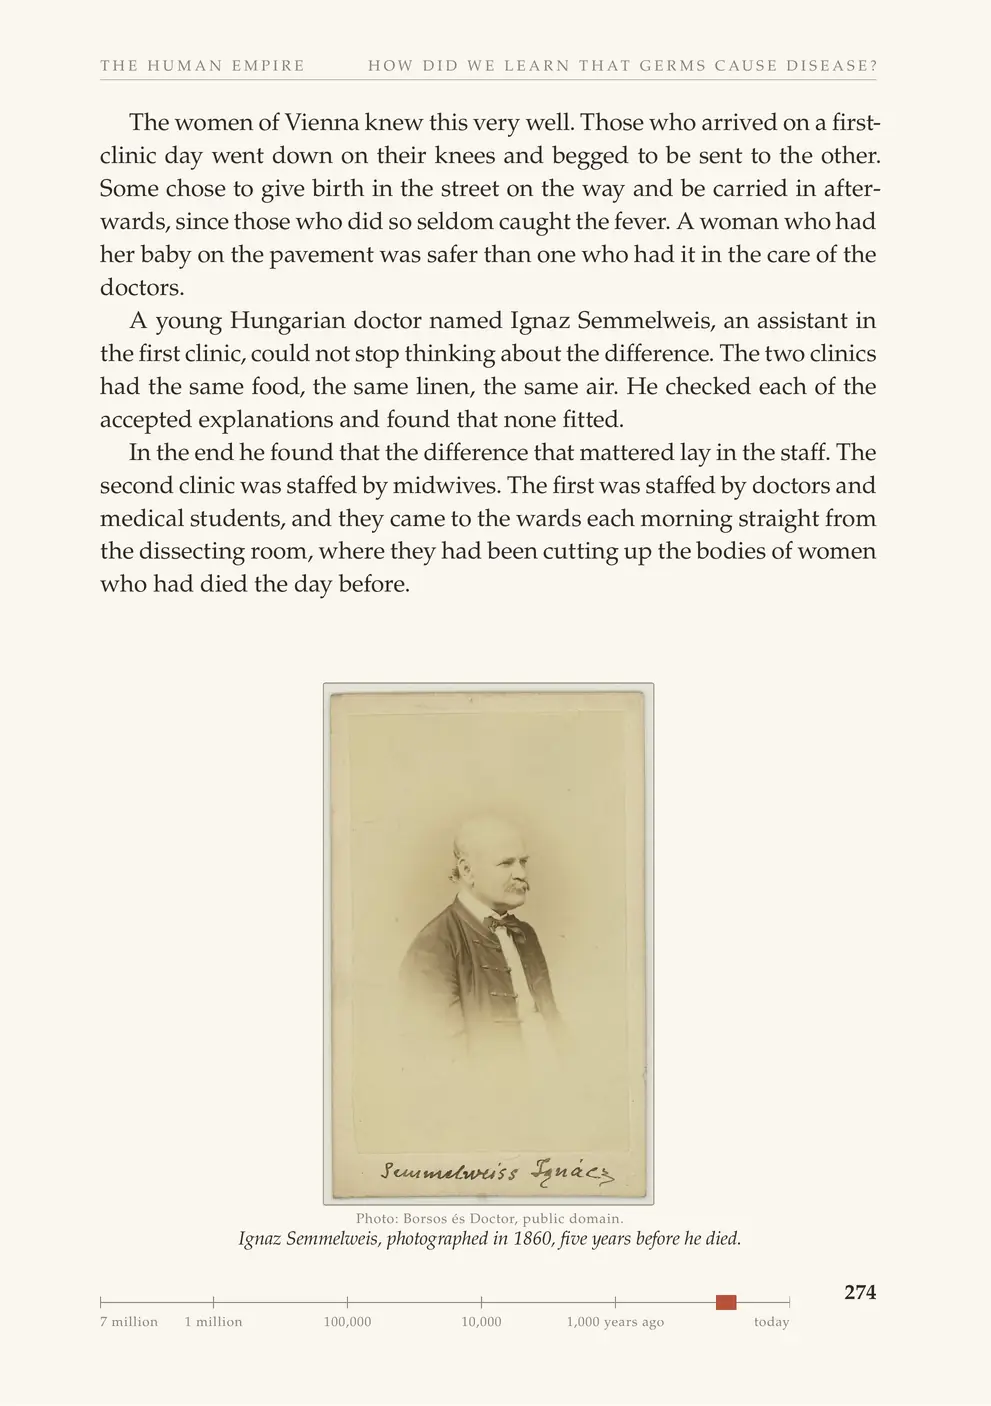 THE HUMAN EMPIRE HOW DID WE LEARN THAT GERMS CAUSE DISEASE?
The women of Vienna knew this very well. Those who arrived on a first-
clinic day went down on their knees and begged to be sent to the other.
Some chose to give birth in the street on the way and be carried in after-
wards, since those who did so seldom caught the fever. A woman who had
her baby on the pavement was safer than one who had it in the care of the
doctors.
A young Hungarian doctor named Ignaz Semmelweis, an assistant in
the first clinic, could not stop thinking about the difference. The two clinics
had the same food, the same linen, the same air. He checked each of the
accepted explanations and found that none fitted.
In the end he found that the difference that mattered lay in the staff. The
second clinic was staffed by midwives. The first was staffed by doctors and
medical students, and they came to the wards each morning straight from
the dissecting room, where they had been cutting up the bodies of women
who had died the day before.
Semmelweiss Ignácz
Photo: Borsos és Doctor, public domain.
Ignaz Semmelweis, photographed in 1860, five years before he died.
274
7 million 1 million 100,000 10,000 1,000 years ago today